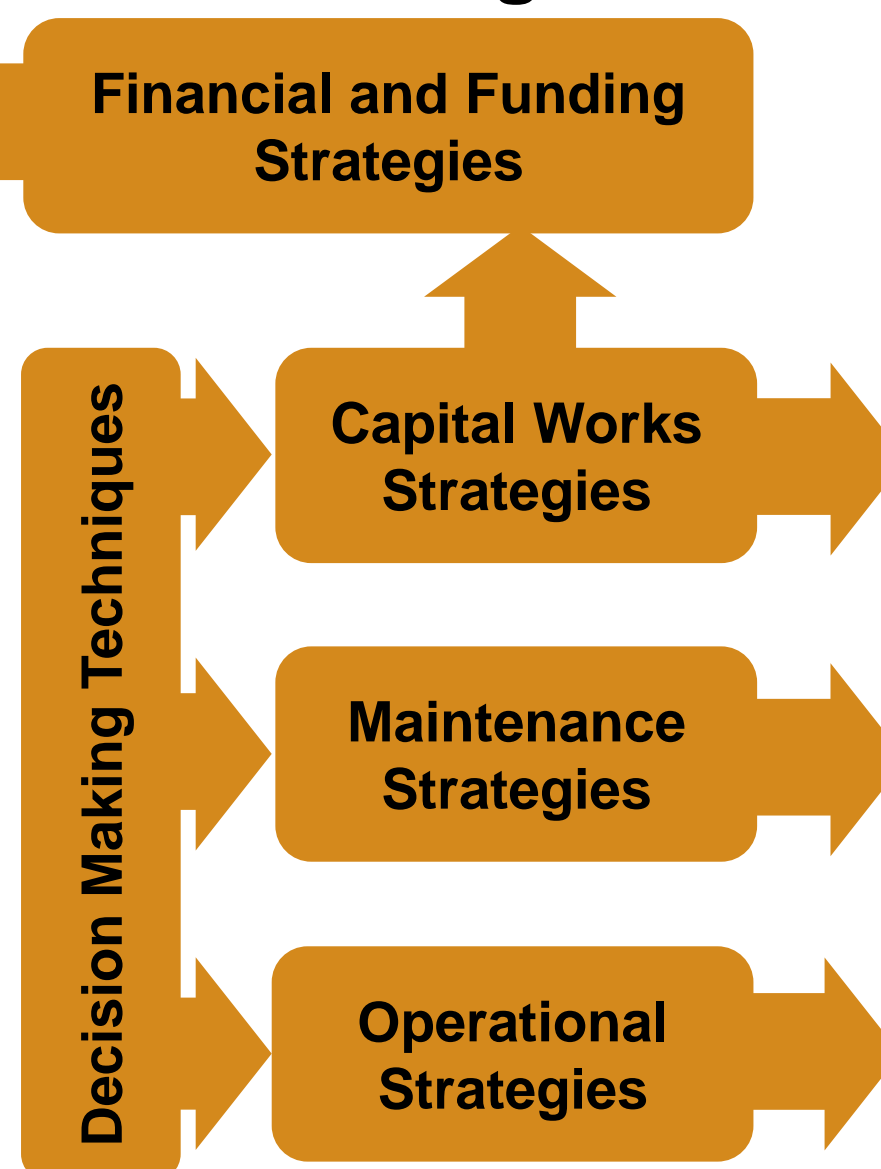 Financial and Funding
Strategies
Decision Making Techniques
Capital Works
Strategies
Maintenance
Strategies
Operational
Strategies